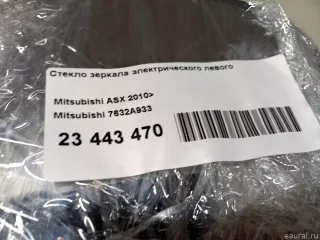 Стекло зеркала электрического левого
Mitsubishi ASX 2010>
Mitsubishi 7632A933
23 443 470
eaural.ru